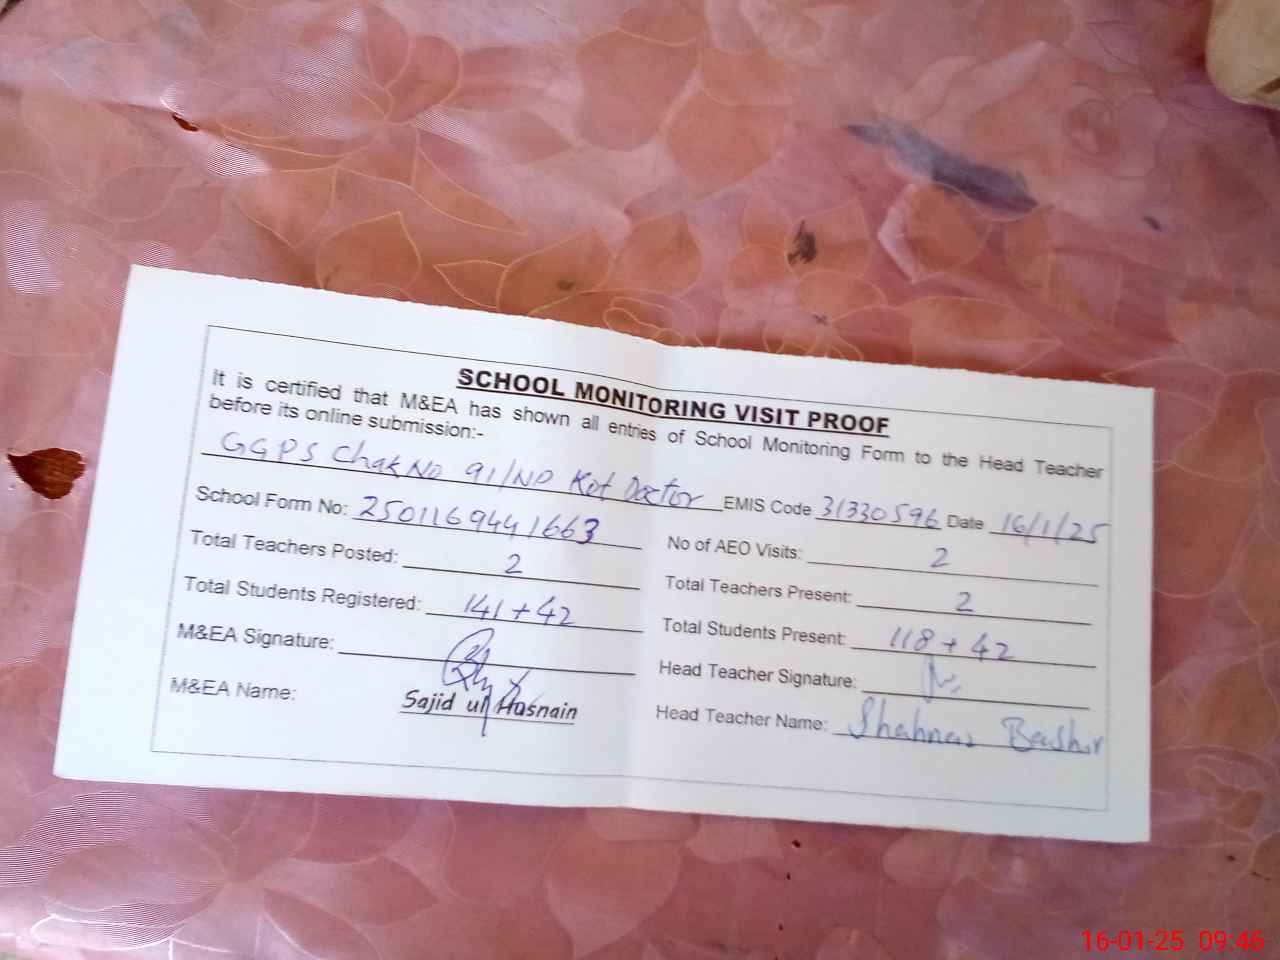 SCHOOL MONITORING VISIT PROOF
It is certified that M&EA has shown all entries of School Monitoring Form to the Head Teacher
before its online submission:-
GGPS Chak No 91/ND Kot Doctor EMIS Code 31330596 Date 16/1/25
School Form No: 2501169441663
No of AEO Visits: 2
Total Teachers Posted: 2
Total Teachers Present: 2
Total Students Registered: 141+42
Total Students Present: 118+42
M&EA Signature:
Head Teacher Signature:
M&EA Name: Sajid ul Hasnain
Head Teacher Name: Shahnaz Bashir
16-01-25 09:46